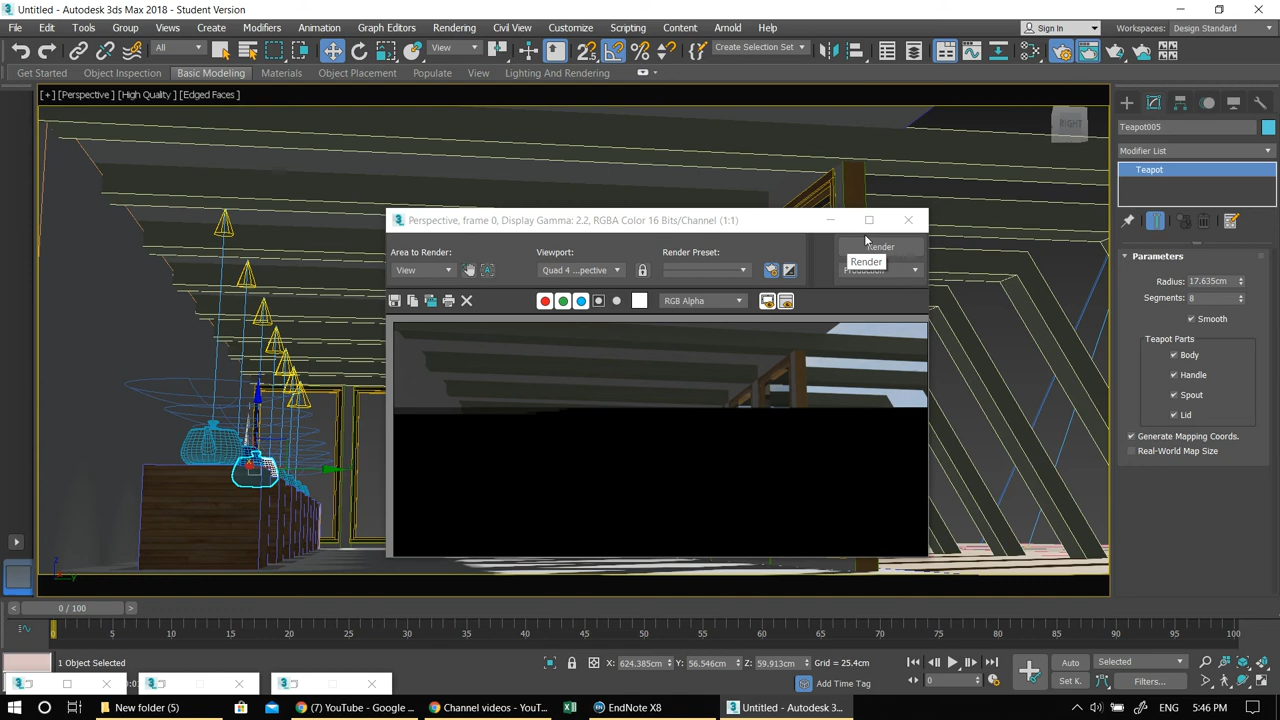 Untitled - Autodesk 3ds Max 2018 - Student Version
File Edit Tools Group Views Create Modifiers Animation Graph Editors Rendering Civil View Customize Scripting Content Arnold Help
Sign In Workspaces: Design Standard
All View Create Selection Set
Get Started Object Inspection Basic Modeling Materials Object Placement Populate View Lighting And Rendering
[+] [Perspective] [High Quality] [Edged Faces]
RIGHT
Teapot005
Modifier List
Teapot
Perspective, frame 0, Display Gamma: 2.2, RGBA Color 16 Bits/Channel (1:1)
Area to Render: Viewport: Render Preset: Render
View Quad 4 ...pective Production
Render
RGB Alpha
Parameters
Radius: 17.635cm
Segments: 8
Smooth
Teapot Parts
Body
Handle
Spout
Lid
Generate Mapping Coords.
Real-World Map Size
0 / 100
0 5 10 15 20 25 30 35 40 45 50 55 60 65 70 75 80 85 90 95 100
1 Object Selected X: 624.385cm Y: 56.546cm Z: 59.913cm Grid = 25.4cm Auto Selected
Add Time Tag 0 Set K. Filters...
New folder (5) (7) YouTube - Google ... Channel videos - YouT... EndNote X8 Untitled - Autodesk 3... ENG 5:46 PM